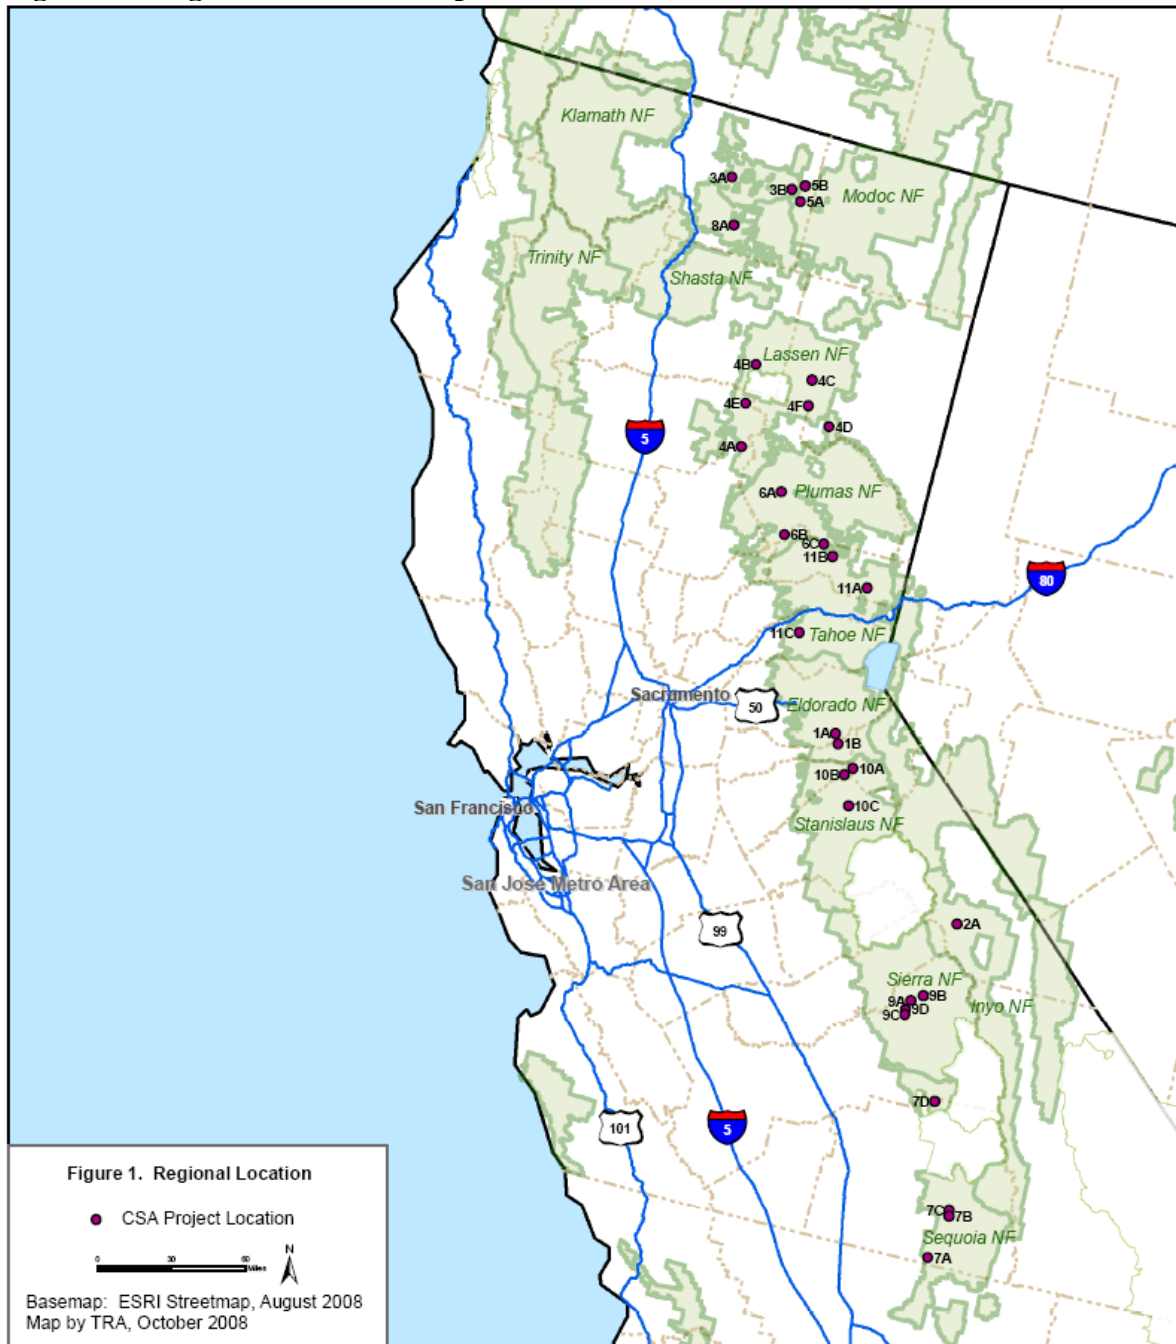 Klamath NF
3A
3B
5B
5A
Modoc NF
8A
Trinity NF
Shasta NF
Lassen NF
4B
4C
4E
4F
4D
5
4A
6A
Plumas NF
6B
6C
11B
80
11A
11C
Tahoe NF
Sacramento
50
Eldorado NF
1A
1B
10A
10B
San Francisco
10C
Stanislaus NF
San Jose Metro Area
99
2A
Sierra NF
9B
9A
9D
9C
Inyo NF
7D
101
5
7C
7B
Sequoia NF
7A
Figure 1. Regional Location
CSA Project Location
N
0 30 60
Miles
Basemap: ESRI Streetmap, August 2008
Map by TRA, October 2008